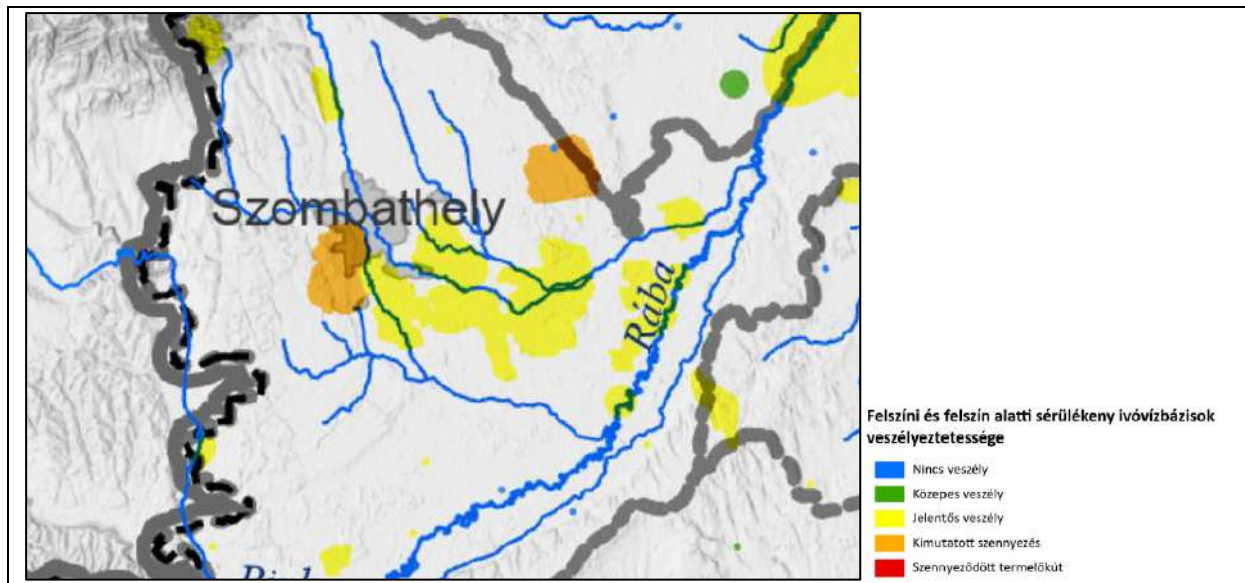 Szombathely
Rába
Felszíni és felszín alatti sérülékeny ivóvízbázisok
veszélyeztetessége
Nincs veszély
Közepes veszély
Jelentős veszély
Kimutatott szennyezés
Szennyeződött termelőkút